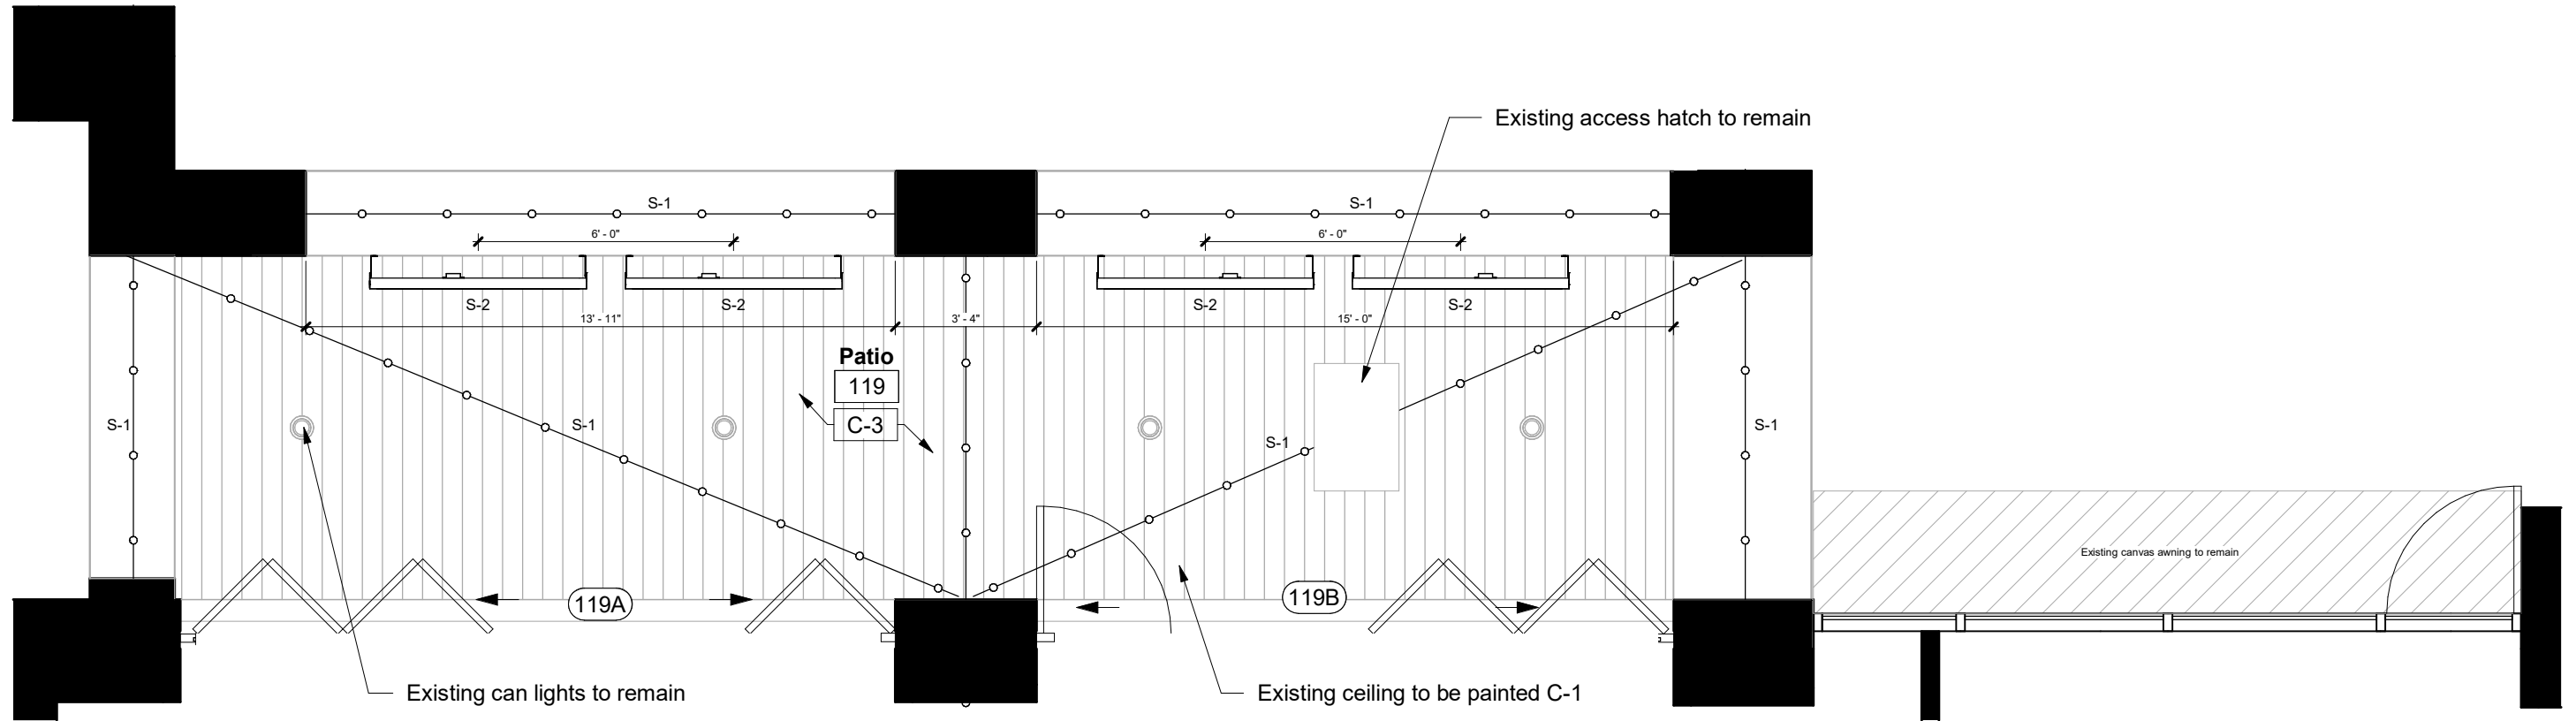 Existing access hatch to remain
S-1
S-1
6' - 0"
6' - 0"
S-2
S-2
S-2
S-2
13' - 11"
3' - 4"
15' - 0"
Patio
119
C-3
S-1
S-1
S-1
S-1
Existing canvas awning to remain
119A
119B
Existing can lights to remain
Existing ceiling to be painted C-1